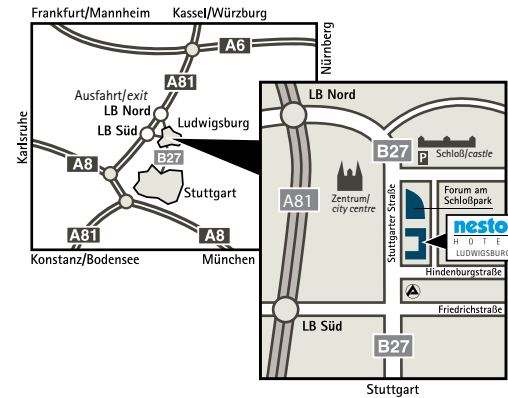 Frankfurt/Mannheim
Kassel/Würzburg
A6
Nürnberg
A81
Ausfahrt/exit
LB Nord
LB Süd
Ludwigsburg
Karlsruhe
A8
B27
Stuttgart
A81
A8
Konstanz/Bodensee
München
LB Nord
B27
P
Schloß/castle
A81
Zentrum/
city centre
Stuttgarter Straße
Forum am
Schloßpark
nesto
HOTE
LUDWIGSBURG
Hindenburgstraße
Friedrichstraße
LB Süd
B27
Stuttgart